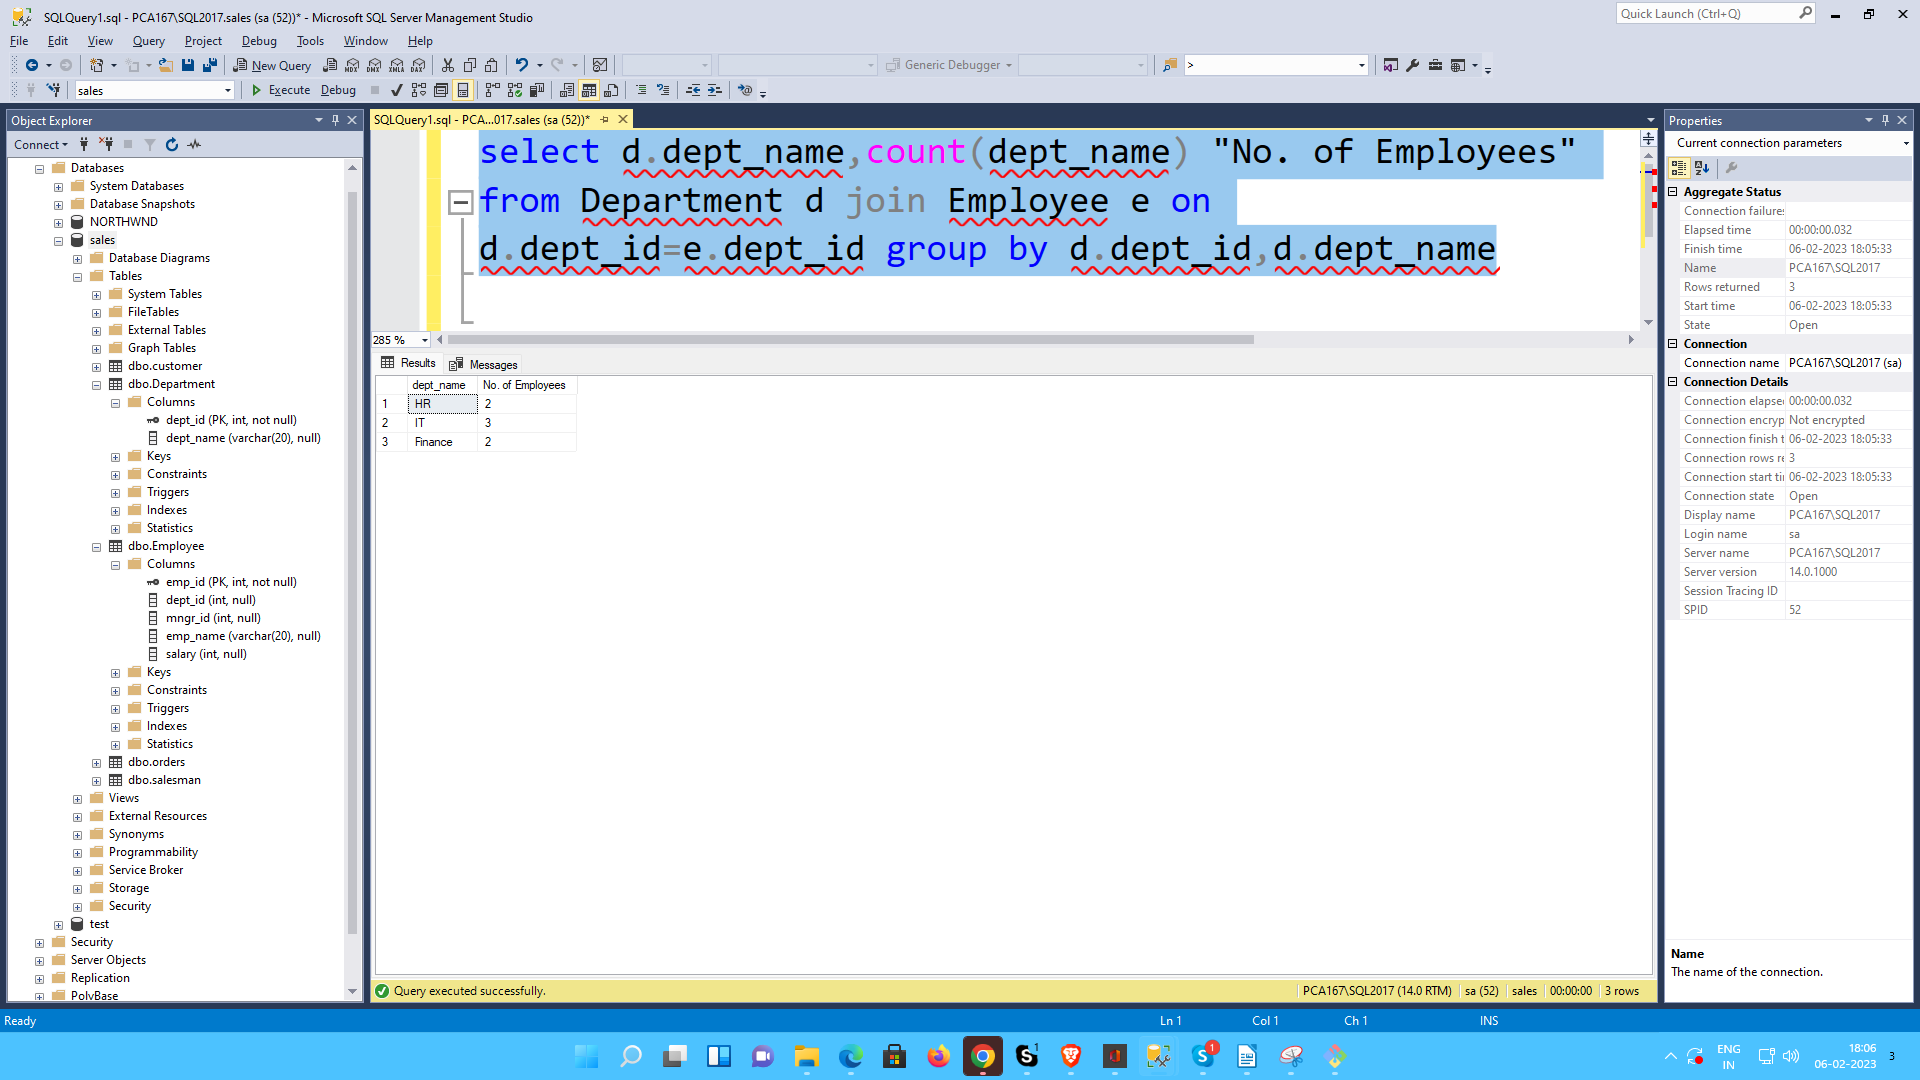 SQLQuery1.sql - PCA167\SQL2017.sales (sa (52))* - Microsoft SQL Server Management Studio
Quick Launch (Ctrl+Q)
File Edit View Query Project Debug Tools Window Help
New Query
MDX DMX XMLA DAX
Generic Debugger
>
sales
Execute Debug
Object Explorer
Connect
Databases
System Databases
Database Snapshots
NORTHWND
sales
Database Diagrams
Tables
System Tables
FileTables
External Tables
Graph Tables
dbo.customer
dbo.Department
Columns
dept_id (PK, int, not null)
dept_name (varchar(20), null)
Keys
Constraints
Triggers
Indexes
Statistics
dbo.Employee
Columns
emp_id (PK, int, not null)
dept_id (int, null)
mngr_id (int, null)
emp_name (varchar(20), null)
salary (int, null)
Keys
Constraints
Triggers
Indexes
Statistics
dbo.orders
dbo.salesman
Views
External Resources
Synonyms
Programmability
Service Broker
Storage
Security
test
Security
Server Objects
Replication
PolyBase
SQLQuery1.sql - PCA...017.sales (sa (52))*
select d.dept_name,count(dept_name) "No. of Employees"
from Department d join Employee e on
d.dept_id=e.dept_id group by d.dept_id,d.dept_name
285 %
Results Messages
dept_name No. of Employees
1 HR 2
2 IT 3
3 Finance 2
Query executed successfully.
PCA167\SQL2017 (14.0 RTM) sa (52) sales 00:00:00 3 rows
Properties
Current connection parameters
Aggregate Status
Connection failures
Elapsed time 00:00:00.032
Finish time 06-02-2023 18:05:33
Name PCA167\SQL2017
Rows returned 3
Start time 06-02-2023 18:05:33
State Open
Connection
Connection name PCA167\SQL2017 (sa)
Connection Details
Connection elapse 00:00:00.032
Connection encryp Not encrypted
Connection finish t 06-02-2023 18:05:33
Connection rows re 3
Connection start ti 06-02-2023 18:05:33
Connection state Open
Display name PCA167\SQL2017
Login name sa
Server name PCA167\SQL2017
Server version 14.0.1000
Session Tracing ID
SPID 52
Name
The name of the connection.
Ready
Ln 1 Col 1 Ch 1 INS
1
1
ENG
IN
18:06
06-02-2023
3